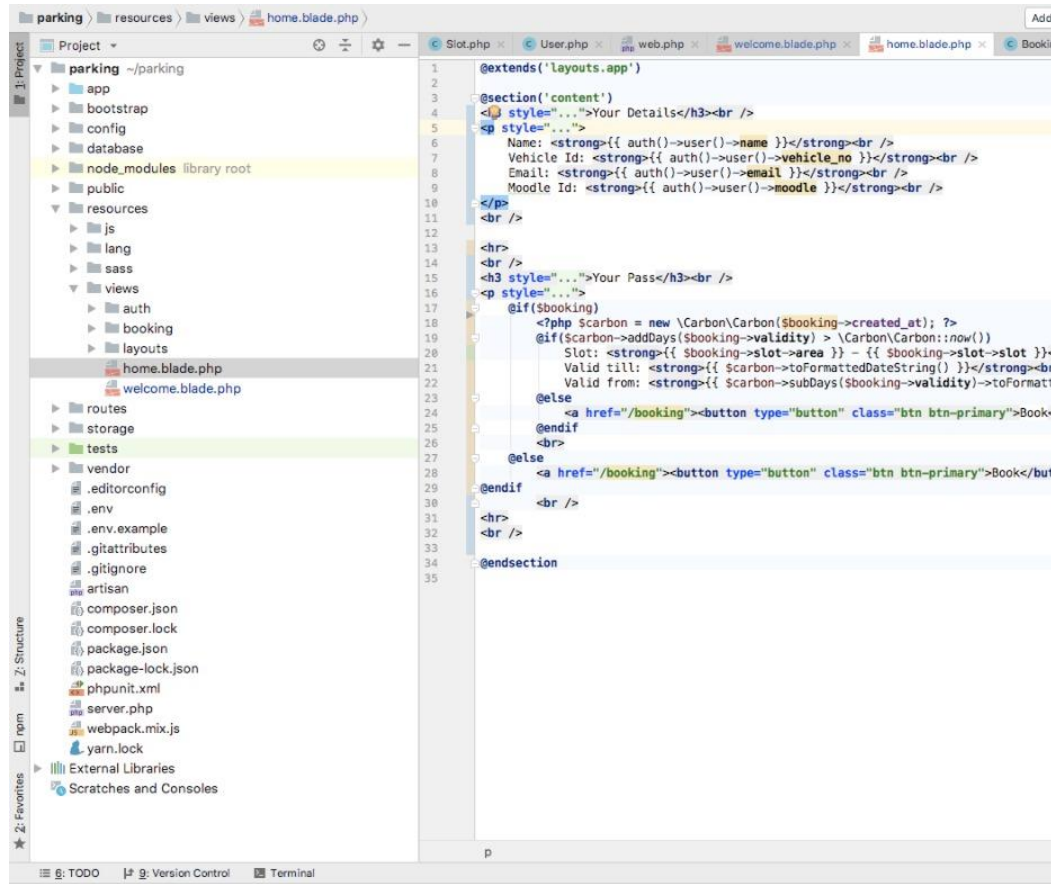 parking resources views home.blade.php Add
1: Project
Project
Slot.php User.php web.php welcome.blade.php home.blade.php Booki
parking ~/parking
app
bootstrap
config
database
node_modules library root
public
resources
js
lang
sass
views
auth
booking
layouts
home.blade.php
welcome.blade.php
routes
storage
tests
vendor
.editorconfig
.env
.env.example
.gitattributes
.gitignore
artisan
composer.json
composer.lock
package.json
package-lock.json
phpunit.xml
server.php
webpack.mix.js
yarn.lock
External Libraries
Scratches and Consoles
1 @extends('layouts.app')
2
3 @section('content')
4 style="...">Your Details</h3><br />
5 <p style="...">
6 Name: <strong>{{ auth()->user()->name }}</strong><br />
7 Vehicle Id: <strong>{{ auth()->user()->vehicle_no }}</strong><br />
8 Email: <strong>{{ auth()->user()->email }}</strong><br />
9 Moodle Id: <strong>{{ auth()->user()->moodle }}</strong><br />
10 </p>
11 <br />
12
13 <hr>
14 <br />
15 <h3 style="...">Your Pass</h3><br />
16 <p style="...">
17 @if($booking)
18 <?php $carbon = new \Carbon\Carbon($booking->created_at); ?>
19 @if($carbon->addDays($booking->validity) > \Carbon\Carbon::now())
20 Slot: <strong>{{ $booking->slot->area }} - {{ $booking->slot->slot }}<
21 Valid till: <strong>{{ $carbon->toFormattedDateString() }}</strong><b
22 Valid from: <strong>{{ $carbon->subDays($booking->validity)->toFormatt
23 @else
24 <a href="/booking"><button type="button" class="btn btn-primary">Book<
25 @endif
26 <br>
27 @else
28 <a href="/booking"><button type="button" class="btn btn-primary">Book</but
29 @endif
30 <br />
31 <hr>
32 <br />
33
34 @endsection
35
Z: Structure
npm
2: Favorites
p
6: TODO 9: Version Control Terminal